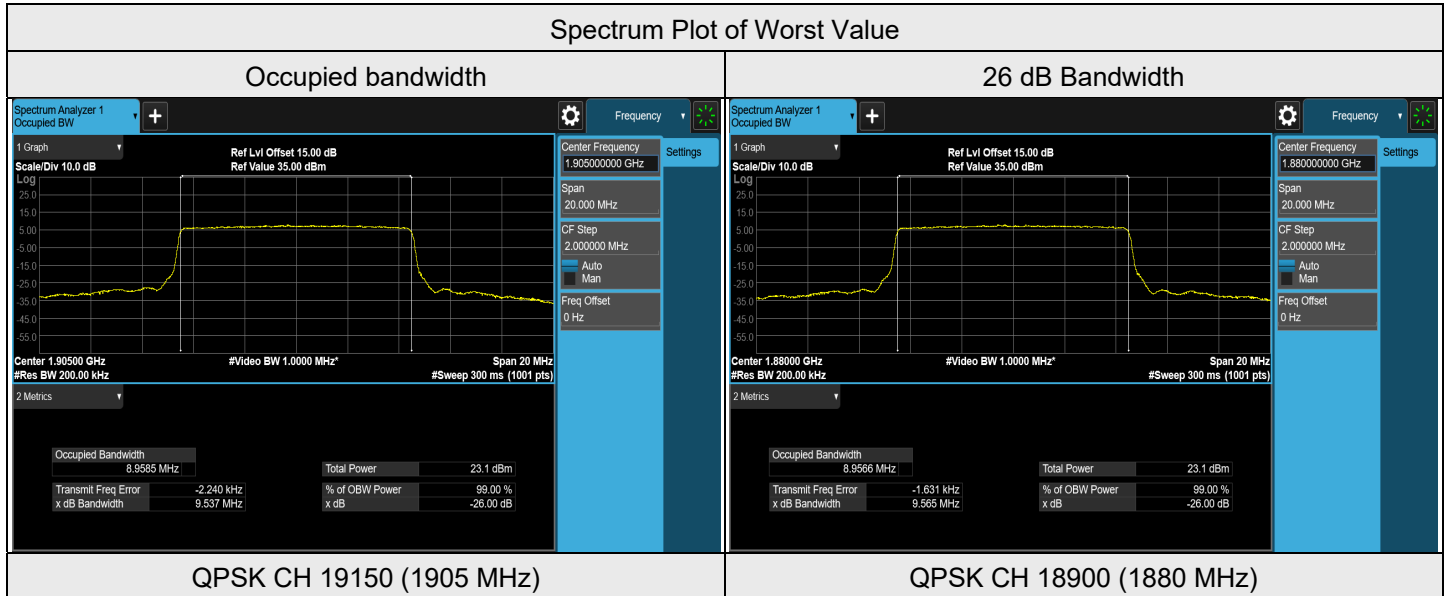 Spectrum Plot of Worst Value
Occupied bandwidth
26 dB Bandwidth
Spectrum Analyzer 1
Occupied BW
+
Frequency
1 Graph
Scale/Div 10.0 dB
Ref Lvl Offset 15.00 dB
Ref Value 35.00 dBm
Log
25.0
15.0
5.00
-5.00
-15.0
-25.0
-35.0
-45.0
-55.0
Center 1.90500 GHz
#Res BW 200.00 kHz
#Video BW 1.0000 MHz*
Span 20 MHz
#Sweep 300 ms (1001 pts)
Center Frequency
1.905000000 GHz
Settings
Span
20.000 MHz
CF Step
2.000000 MHz
Auto
Man
Freq Offset
0 Hz
2 Metrics
Occupied Bandwidth
8.9585 MHz
Total Power 23.1 dBm
Transmit Freq Error -2.240 kHz
% of OBW Power 99.00 %
x dB Bandwidth 9.537 MHz
x dB -26.00 dB
Spectrum Analyzer 1
Occupied BW
+
Frequency
1 Graph
Scale/Div 10.0 dB
Ref Lvl Offset 15.00 dB
Ref Value 35.00 dBm
Log
25.0
15.0
5.00
-5.00
-15.0
-25.0
-35.0
-45.0
-55.0
Center 1.88000 GHz
#Res BW 200.00 kHz
#Video BW 1.0000 MHz*
Span 20 MHz
#Sweep 300 ms (1001 pts)
Center Frequency
1.880000000 GHz
Settings
Span
20.000 MHz
CF Step
2.000000 MHz
Auto
Man
Freq Offset
0 Hz
2 Metrics
Occupied Bandwidth
8.9566 MHz
Total Power 23.1 dBm
Transmit Freq Error -1.631 kHz
% of OBW Power 99.00 %
x dB Bandwidth 9.565 MHz
x dB -26.00 dB
QPSK CH 19150 (1905 MHz)
QPSK CH 18900 (1880 MHz)